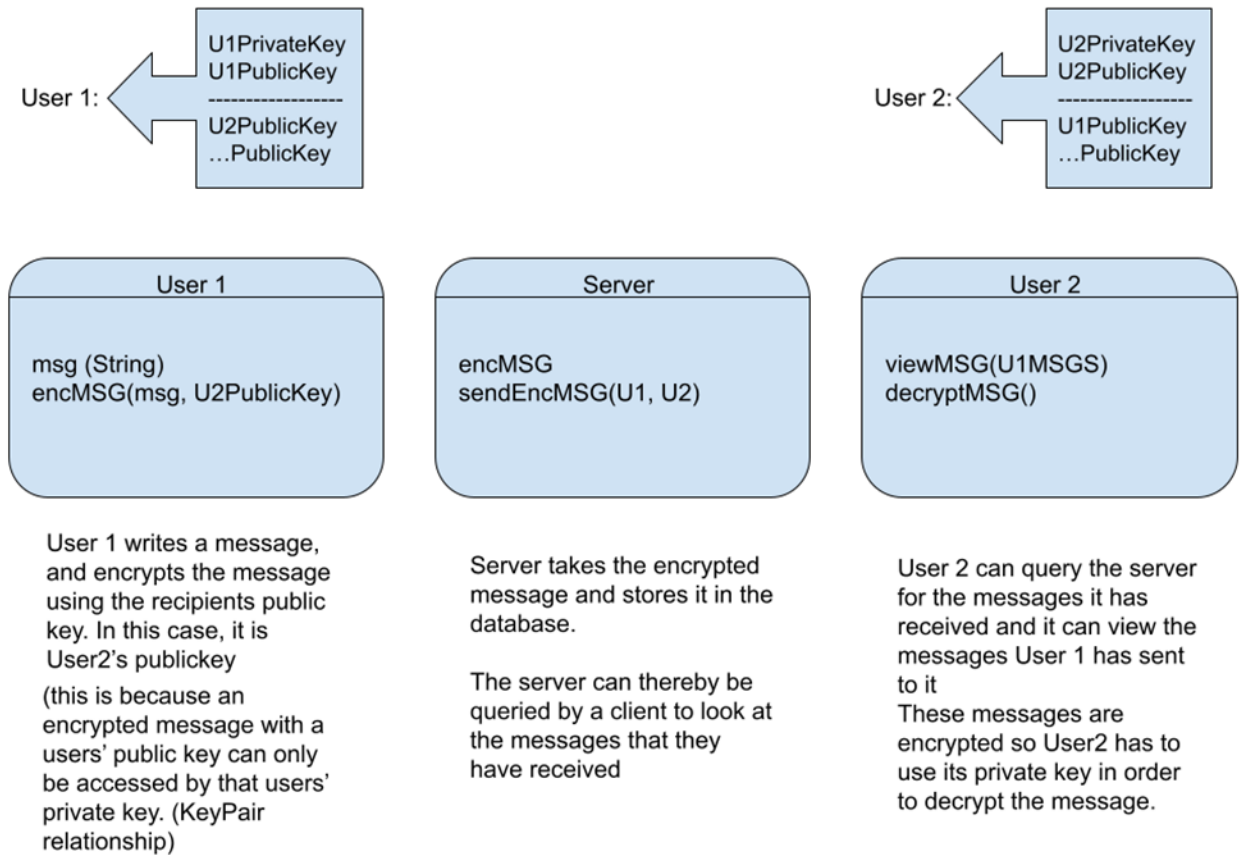 User 1:
U1PrivateKey
U1PublicKey
------------------
U2PublicKey
...PublicKey
User 2:
U2PrivateKey
U2PublicKey
------------------
U1PublicKey
...PublicKey
User 1
msg (String)
encMSG(msg, U2PublicKey)
Server
encMSG
sendEncMSG(U1, U2)
User 2
viewMSG(U1MSGS)
decryptMSG()
User 1 writes a message,
and encrypts the message
using the recipients public
key. In this case, it is
User2’s publickey
(this is because an
encrypted message with a
users’ public key can only
be accessed by that users’
private key. (KeyPair
relationship)
Server takes the encrypted
message and stores it in the
database.
The server can thereby be
queried by a client to look at
the messages that they
have received
User 2 can query the server
for the messages it has
received and it can view the
messages User 1 has sent
to it
These messages are
encrypted so User2 has to
use its private key in order
to decrypt the message.